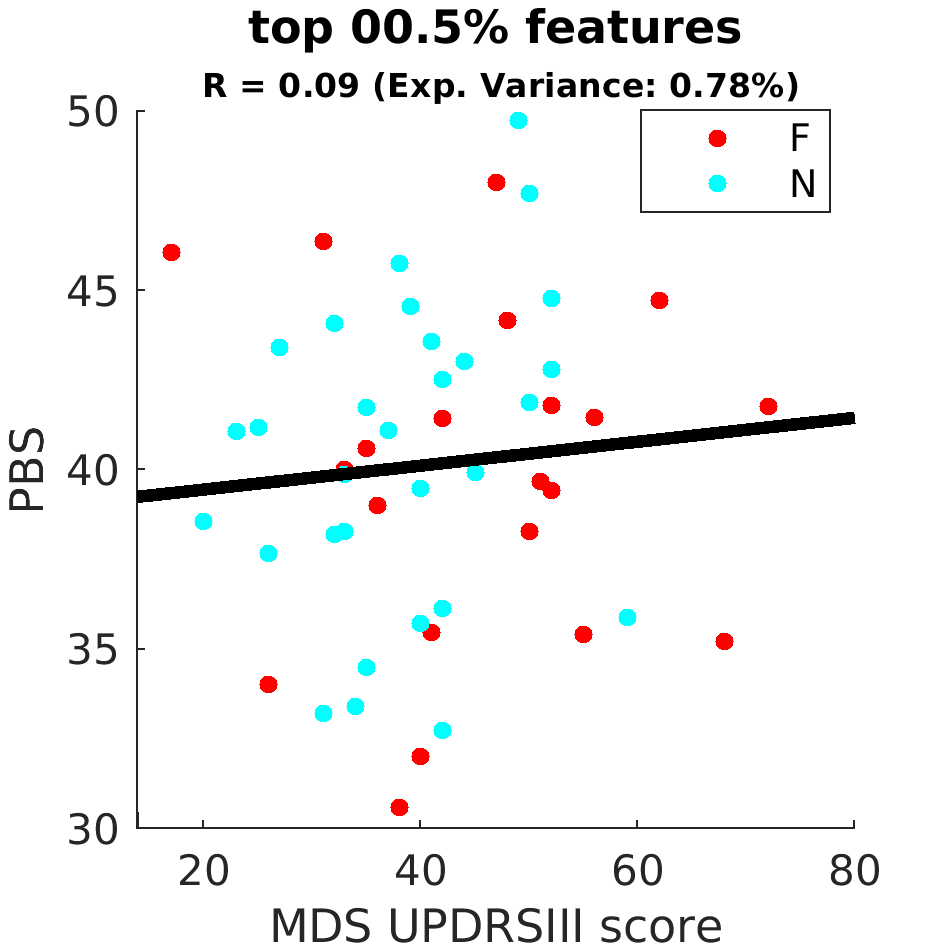 top 00.5% features
R = 0.09 (Exp. Variance: 0.78%)
F
N
50
45
40
35
30
PBS
20 40 60 80
MDS UPDRSIII score